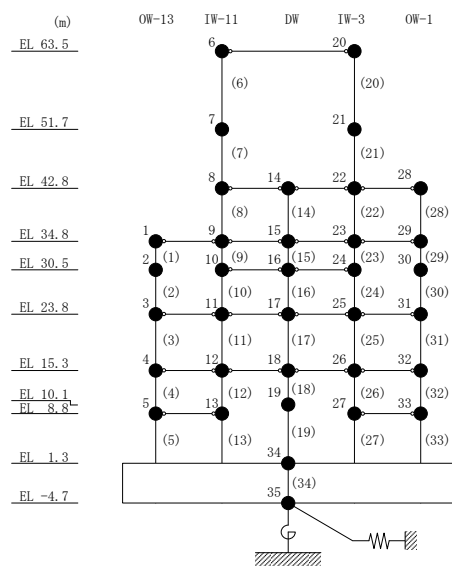 (m) OW-13 IW-11 DW IW-3 OW-1
EL 63.5 6 20
(6) (20)
EL 51.7 7 21
(7) (21)
EL 42.8 8 14 22 28
(8) (14) (22) (28)
EL 34.8 1 9 15 23 29
(1) (9) (15) (23) (29)
EL 30.5 2 10 16 24 30
(2) (10) (16) (24) (30)
EL 23.8 3 11 17 25 31
(3) (11) (17) (25) (31)
EL 15.3 4 12 18 26 32
(4) (12) (18) (26) (32)
EL 10.1 19
EL 8.8 5 13 27 33
(5) (13) (19) (27) (33)
EL 1.3 34
(34)
EL -4.7 35